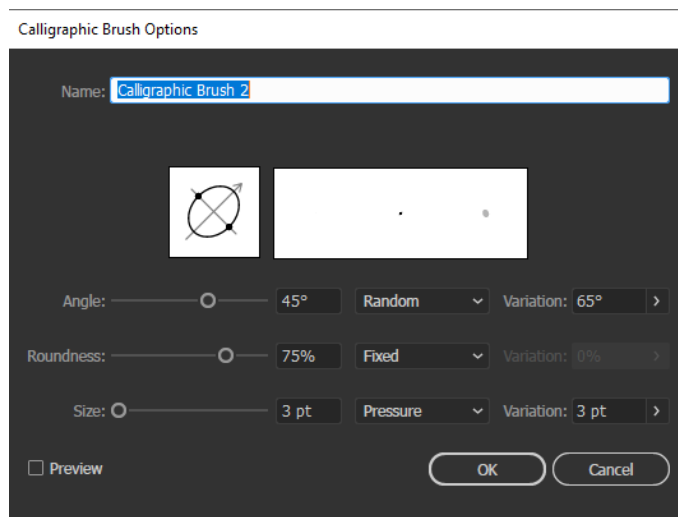 Calligraphic Brush Options
Name: Calligraphic Brush 2
Angle: 45° Random Variation: 65°
Roundness: 75% Fixed Variation: 0%
Size: 3 pt Pressure Variation: 3 pt
Preview OK Cancel